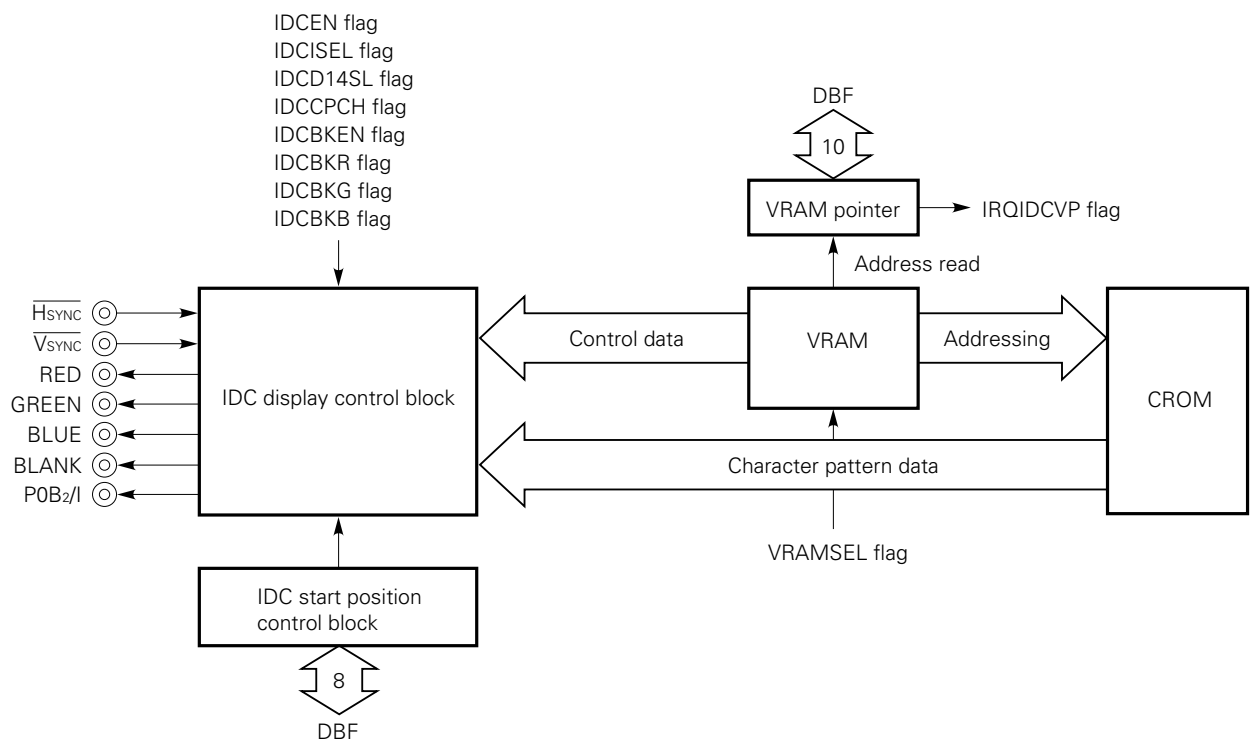 IDCEN flag
IDCISEL flag
IDCD14SL flag
IDCCPCH flag
IDCBKEN flag
IDCBKR flag
IDCBKG flag
IDCBKB flag
DBF
10
VRAM pointer
IRQIDCVP flag
Address read
HSYNC
VSYNC
RED
GREEN
BLUE
BLANK
P0B2/I
IDC display control block
Control data
VRAM
Addressing
CROM
Character pattern data
VRAMSEL flag
IDC start position
control block
8
DBF